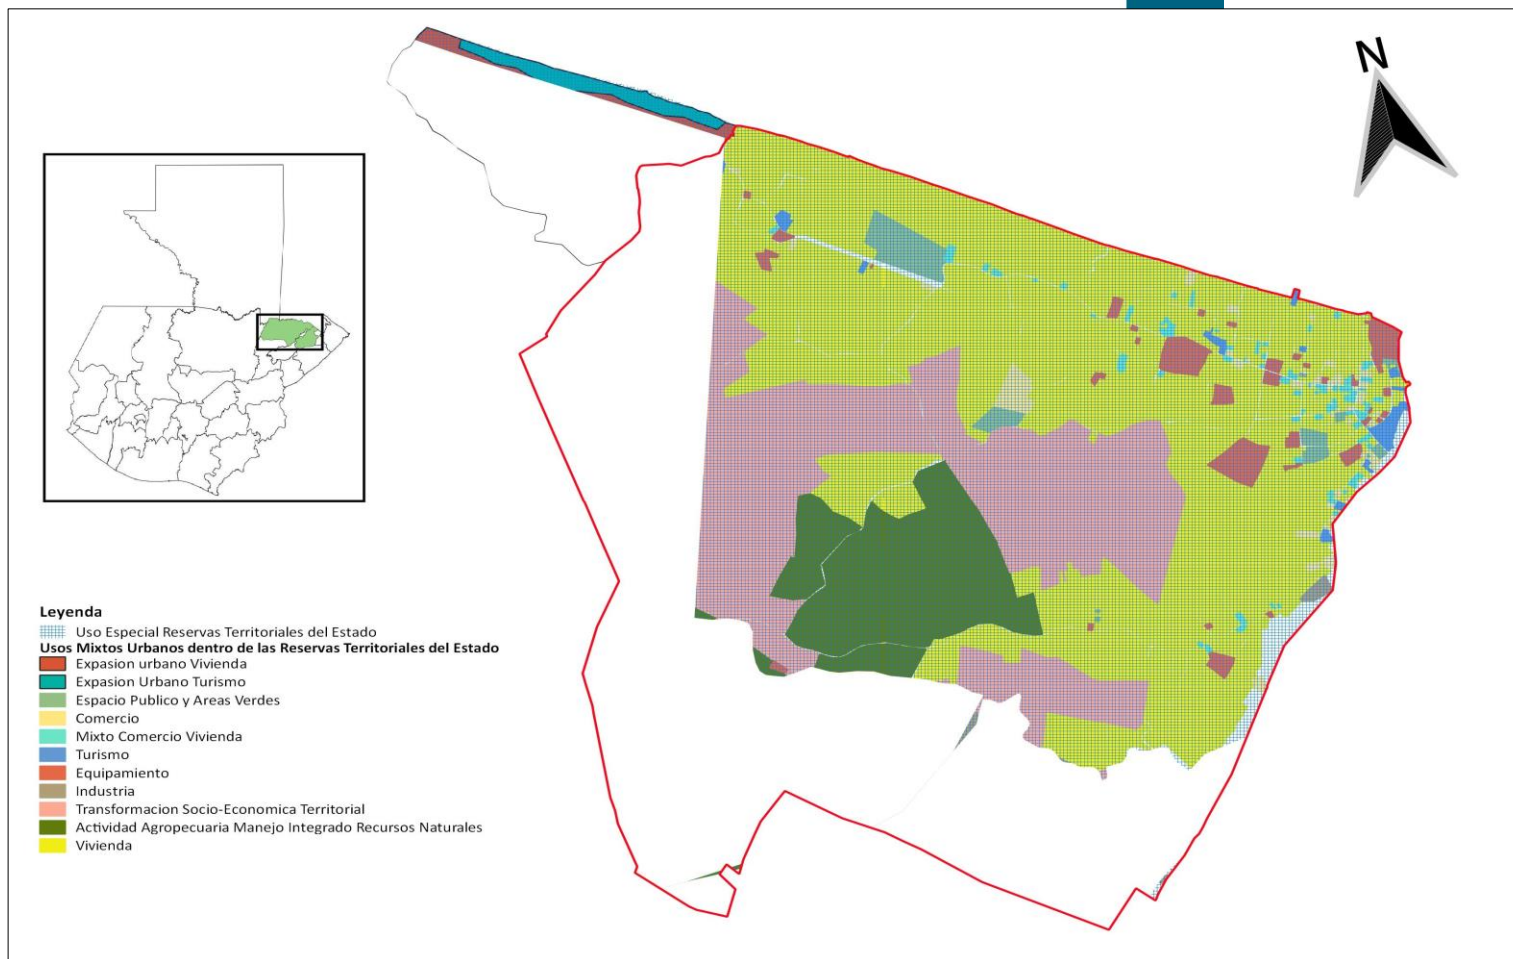 N
Leyenda
Uso Especial Reservas Territoriales del Estado
Usos Mixtos Urbanos dentro de las Reservas Territoriales del Estado
Expasion urbano Vivienda
Expasion Urbano Turismo
Espacio Publico y Areas Verdes
Comercio
Mixto Comercio Vivienda
Turismo
Equipamiento
Industria
Transformacion Socio-Economica Territorial
Actividad Agropecuaria Manejo Integrado Recursos Naturales
Vivienda